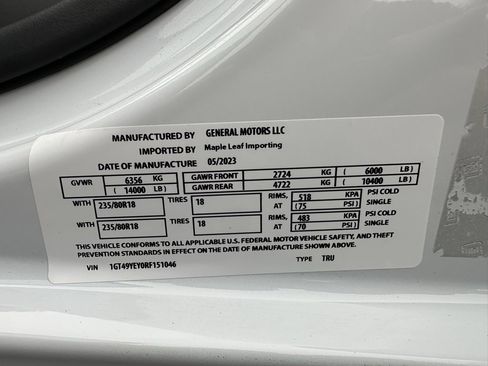 MANUFACTURED BY GENERAL MOTORS LLC
IMPORTED BY Maple Leaf Importing
DATE OF MANUFACTURE 05/2023
GVWR 6356 KG GAWR FRONT 2724 KG ( 6000 LB )
( 14000 LB ) GAWR REAR 4722 KG ( 10400 LB )
WITH 235/80R18 TIRES 18 RIMS, 518 KPA PSI COLD
AT (75 PSI ) SINGLE
WITH 235/80R18 TIRES 18 RIMS, 483 KPA PSI COLD
AT ( 70 PSI ) SINGLE
THIS VEHICLE CONFORMS TO ALL APPLICABLE U.S. FEDERAL MOTOR VEHICLE SAFETY, AND THEFT
PREVENTION STANDARDS IN EFFECT ON THE DATE OF MANUFACTURE SHOWN ABOVE.
VIN 1GT49YEY0RF151046 TYPE TRU